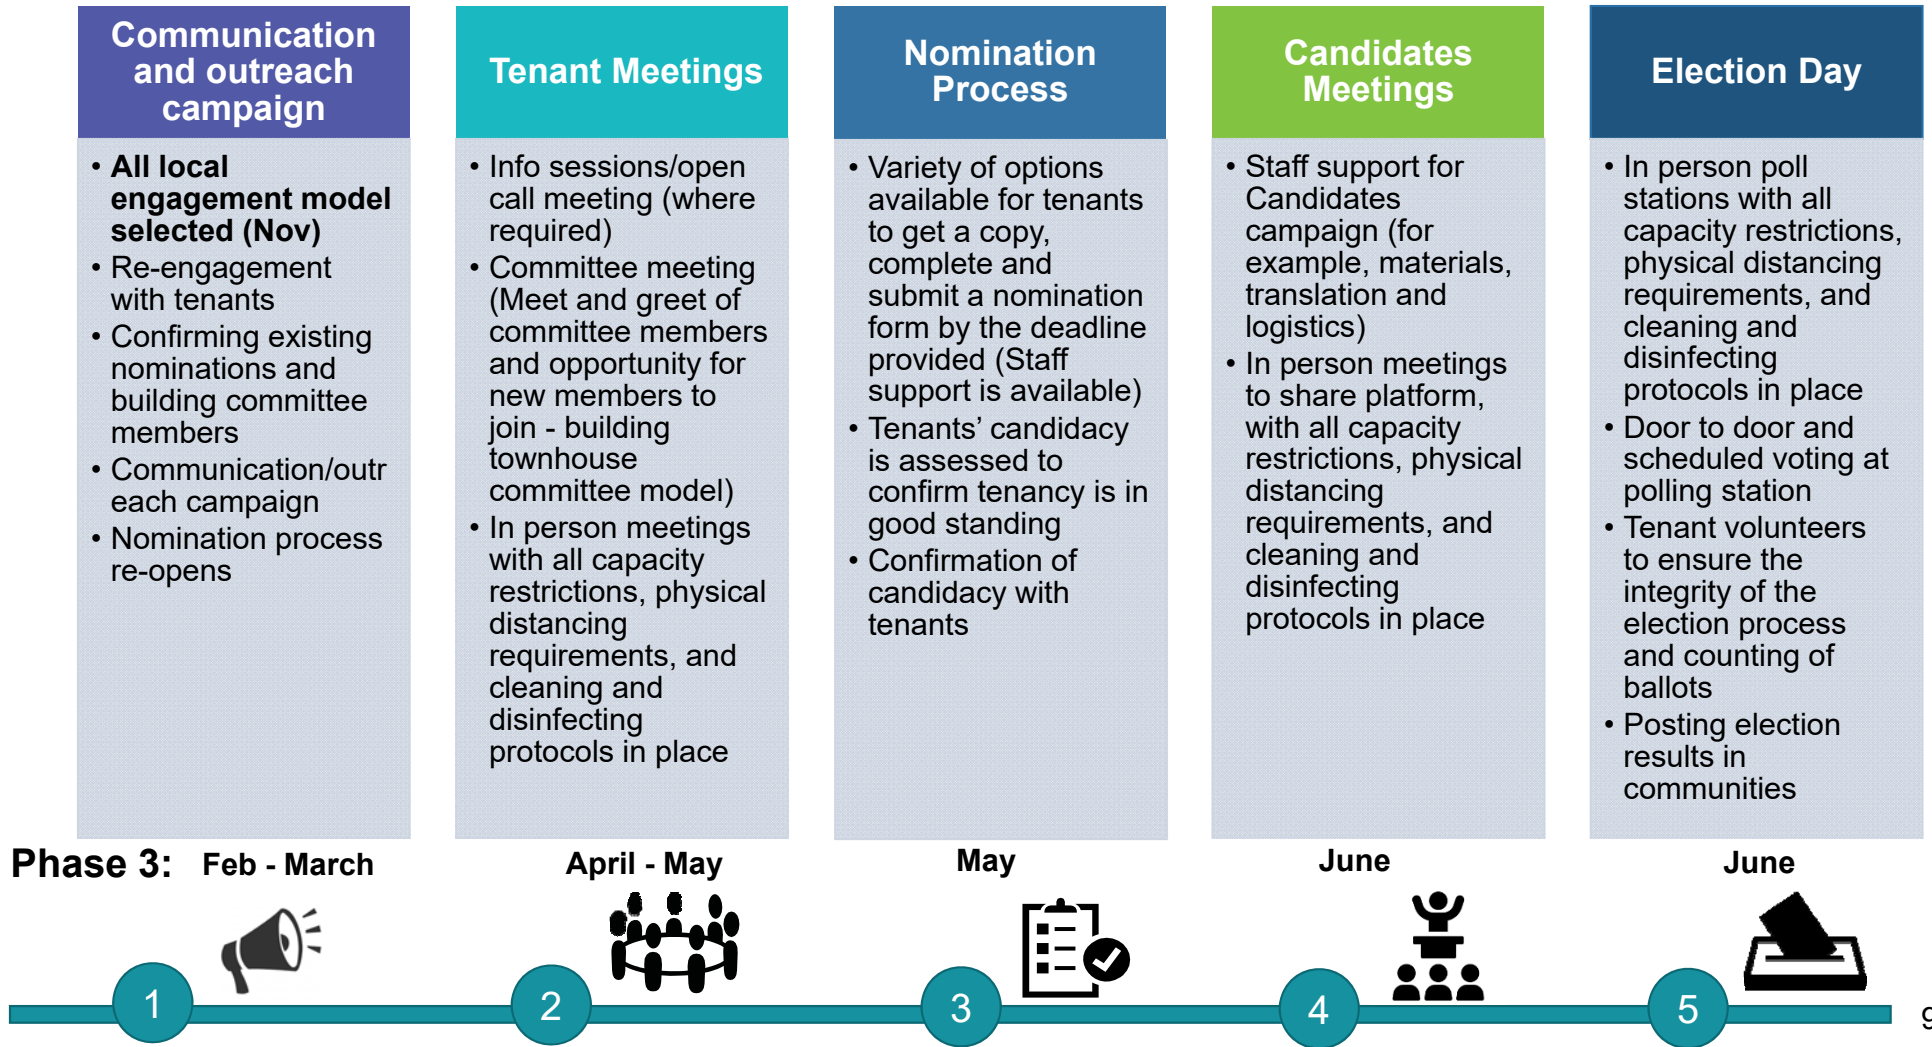 Communication
and outreach
campaign
• All local
engagement model
selected (Nov)
• Re-engagement
with tenants
• Confirming existing
nominations and
building committee
members
• Communication/outr
each campaign
• Nomination process
re-opens
Tenant Meetings
• Info sessions/open
call meeting (where
required)
• Committee meeting
(Meet and greet of
committee members
and opportunity for
new members to
join - building
townhouse
committee model)
• In person meetings
with all capacity
restrictions, physical
distancing
requirements, and
cleaning and
disinfecting
protocols in place
Nomination
Process
• Variety of options
available for tenants
to get a copy,
complete and
submit a nomination
form by the deadline
provided (Staff
support is available)
• Tenants’ candidacy
is assessed to
confirm tenancy is in
good standing
• Confirmation of
candidacy with
tenants
Candidates
Meetings
• Staff support for
Candidates
campaign (for
example, materials,
translation and
logistics)
• In person meetings
to share platform,
with all capacity
restrictions, physical
distancing
requirements, and
cleaning and
disinfecting
protocols in place
Election Day
• In person poll
stations with all
capacity restrictions,
physical distancing
requirements, and
cleaning and
disinfecting
protocols in place
• Door to door and
scheduled voting at
polling station
• Tenant volunteers
to ensure the
integrity of the
election process
and counting of
ballots
• Posting election
results in
communities
Phase 3: Feb - March April - May May June June
1 2 3 4 5
9